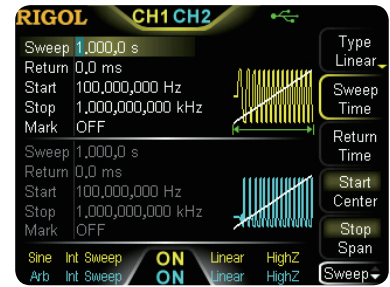 RIGOL CH1 CH2
Sweep 1,000,0 s
Return 0,0 ms
Start 100,000,000 Hz
Stop 1,000,000,000 kHz
Mark OFF
Sweep 1,000,0 s
Return 0,0 ms
Start 100,000,000 Hz
Stop 1,000,000,000 kHz
Mark OFF
Sine Int Sweep ON Linear HighZ
Arb Int Sweep ON Linear HighZ
Type
Linear
Sweep
Time
Return
Time
Start
Center
Stop
Span
Sweep